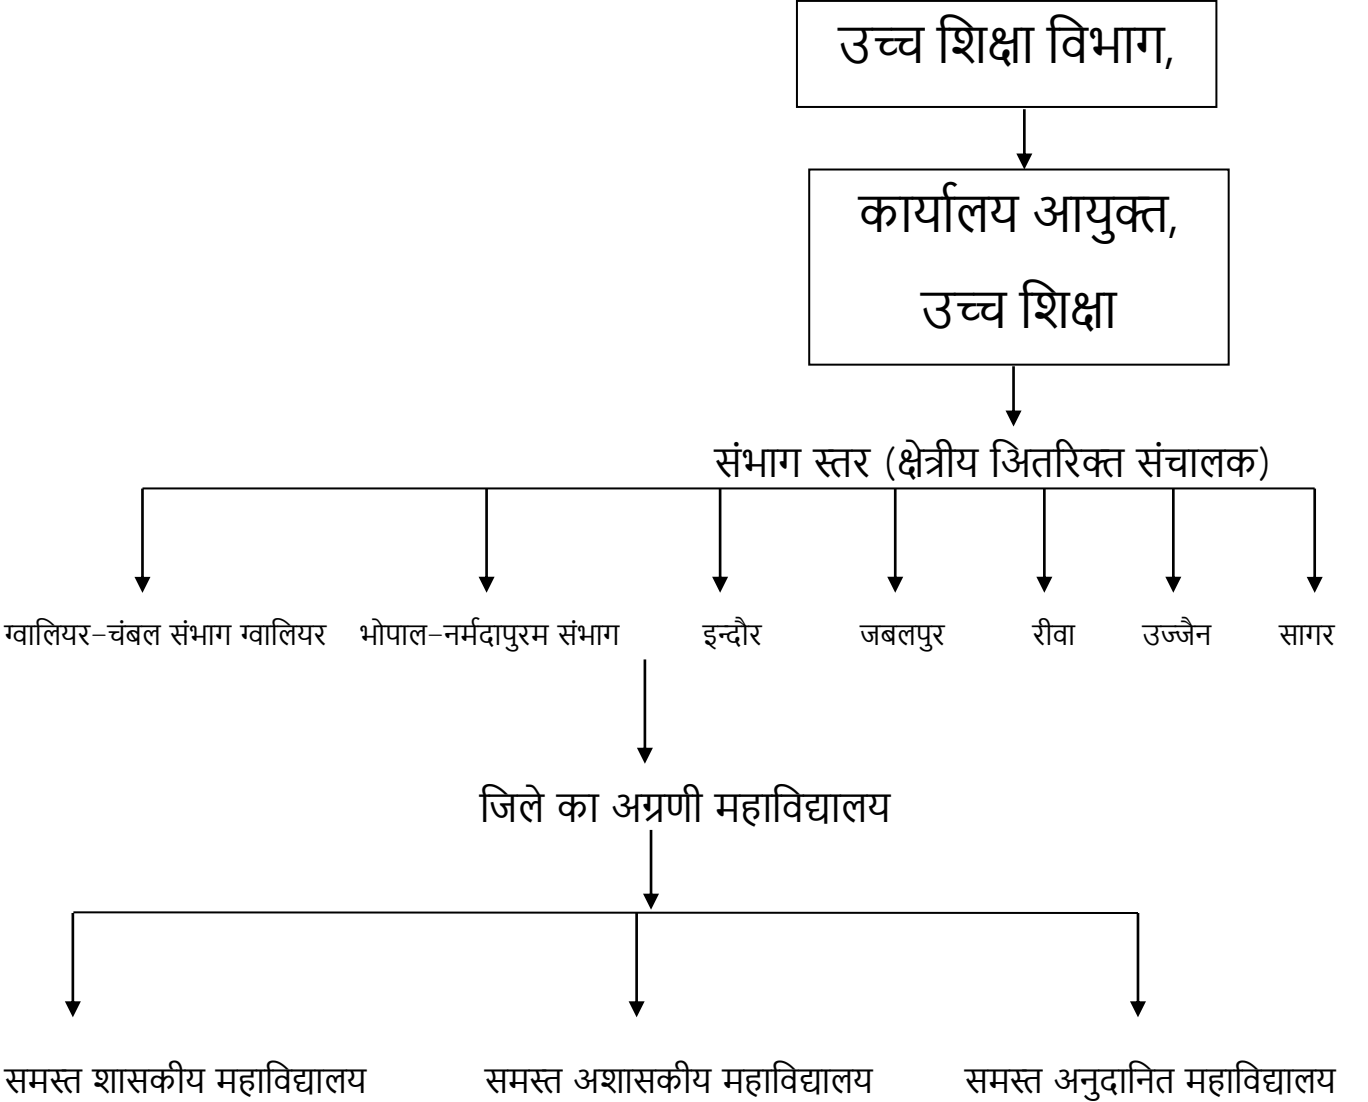 उच्च शिक्षा विभाग,
कार्यालय आयुक्त,
उच्च शिक्षा
संभाग स्तर (क्षेत्रीय अितरिक्त संचालक)
ग्वालियर–चंबल संभाग ग्वालियर भोपाल–नर्मदापुरम संभाग इन्दौर जबलपुर रीवा उज्जैन सागर
जिले का अग्रणी महाविद्यालय
समस्त शासकीय महाविद्यालय समस्त अशासकीय महाविद्यालय समस्त अनुदानित महाविद्यालय